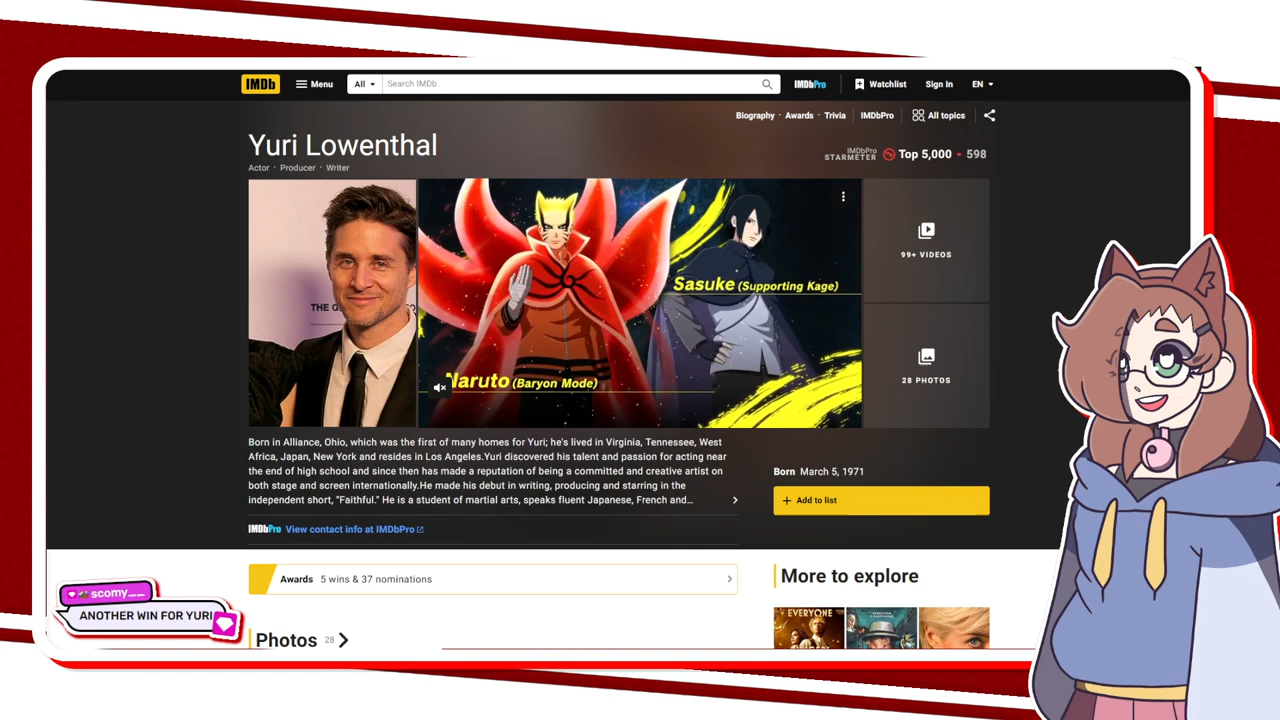 IMDb
Menu
All
Search IMDb
IMDbPro
Watchlist
Sign In
EN
Biography · Awards · Trivia
IMDbPro
All topics
Yuri Lowenthal
Actor · Producer · Writer
IMDbPro
STARMETER
Top 5,000
598
THE G
Sasuke (Supporting Kage)
Naruto (Baryon Mode)
99+ VIDEOS
28 PHOTOS
Born in Alliance, Ohio, which was the first of many homes for Yuri; he's lived in Virginia, Tennessee, West
Africa, Japan, New York and resides in Los Angeles.Yuri discovered his talent and passion for acting near
the end of high school and since then has made a reputation of being a committed and creative artist on
both stage and screen internationally.He made his debut in writing, producing and starring in the
independent short, "Faithful." He is a student of martial arts, speaks fluent Japanese, French and...
Born March 5, 1971
+ Add to list
IMDbPro View contact info at IMDbPro
Awards 5 wins & 37 nominations
More to explore
scomy__
ANOTHER WIN FOR YURI
Photos 28
EVERYONE